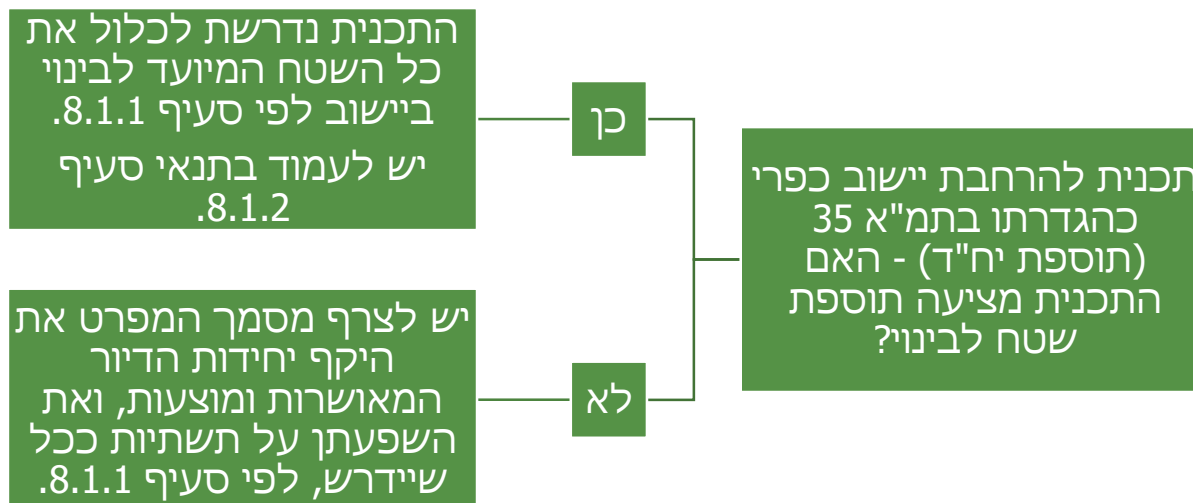 תכנית להרחבת יישוב כפרי
כהגדרתו בתמ"א 35
(תוספת יח"ד) - האם
התכנית מציעה תוספת
שטח לבינוי?
כן
התכנית נדרשת לכלול את
כל השטח המיועד לבינוי
ביישוב לפי סעיף 8.1.1.
יש לעמוד בתנאי סעיף
8.1.2.
לא
יש לצרף מסמך המפרט את
היקף יחידות הדיור
המאושרות ומוצעות, ואת
השפעתן על תשתיות ככל
שיידרש, לפי סעיף 8.1.1.